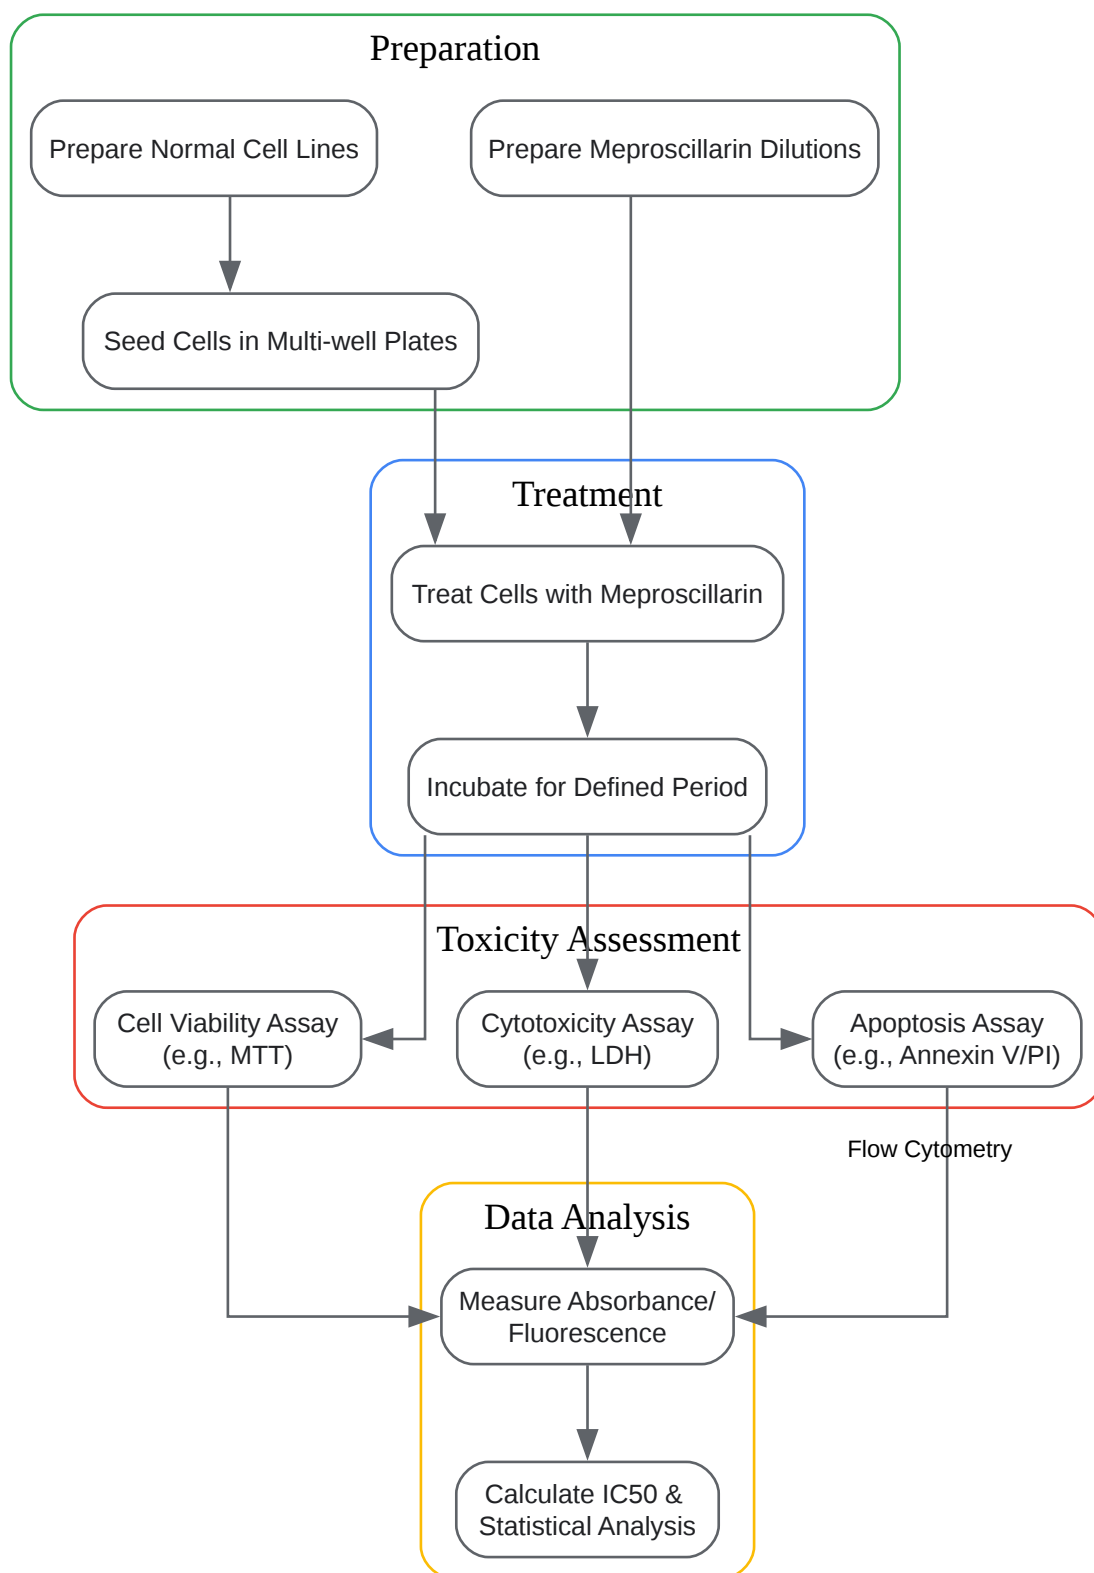 Preparation
Prepare Normal Cell Lines
Prepare Meproscillarin Dilutions
Seed Cells in Multi-well Plates
Treatment
Treat Cells with Meproscillarin
Incubate for Defined Period
Toxicity Assessment
Cell Viability Assay
(e.g., MTT)
Cytotoxicity Assay
(e.g., LDH)
Apoptosis Assay
(e.g., Annexin V/PI)
Flow Cytometry
Data Analysis
Measure Absorbance/
Fluorescence
Calculate IC50 &
Statistical Analysis